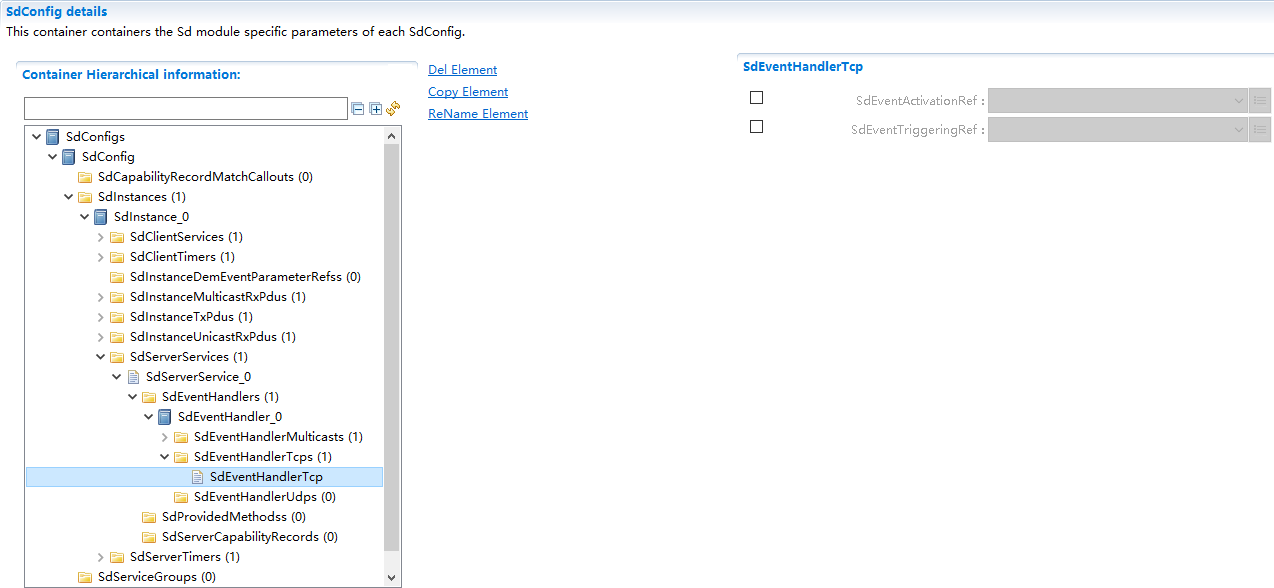 SdConfig details
This container containers the Sd module specific parameters of each SdConfig.
Container Hierarchical information:
Del Element
Copy Element
ReName Element
SdConfigs
SdConfig
SdCapabilityRecordMatchCallouts (0)
SdInstances (1)
SdInstance_0
SdClientServices (1)
SdClientTimers (1)
SdInstanceDemEventParameterRefss (0)
SdInstanceMulticastRxPdus (1)
SdInstanceTxPdus (1)
SdInstanceUnicastRxPdus (1)
SdServerServices (1)
SdServerService_0
SdEventHandlers (1)
SdEventHandler_0
SdEventHandlerMulticasts (1)
SdEventHandlerTcps (1)
SdEventHandlerTcp
SdEventHandlerUdps (0)
SdProvidedMethodss (0)
SdServerCapabilityRecords (0)
SdServerTimers (1)
SdServiceGroups (0)
SdEventHandlerTcp
SdEventActivationRef :
SdEventTriggeringRef :